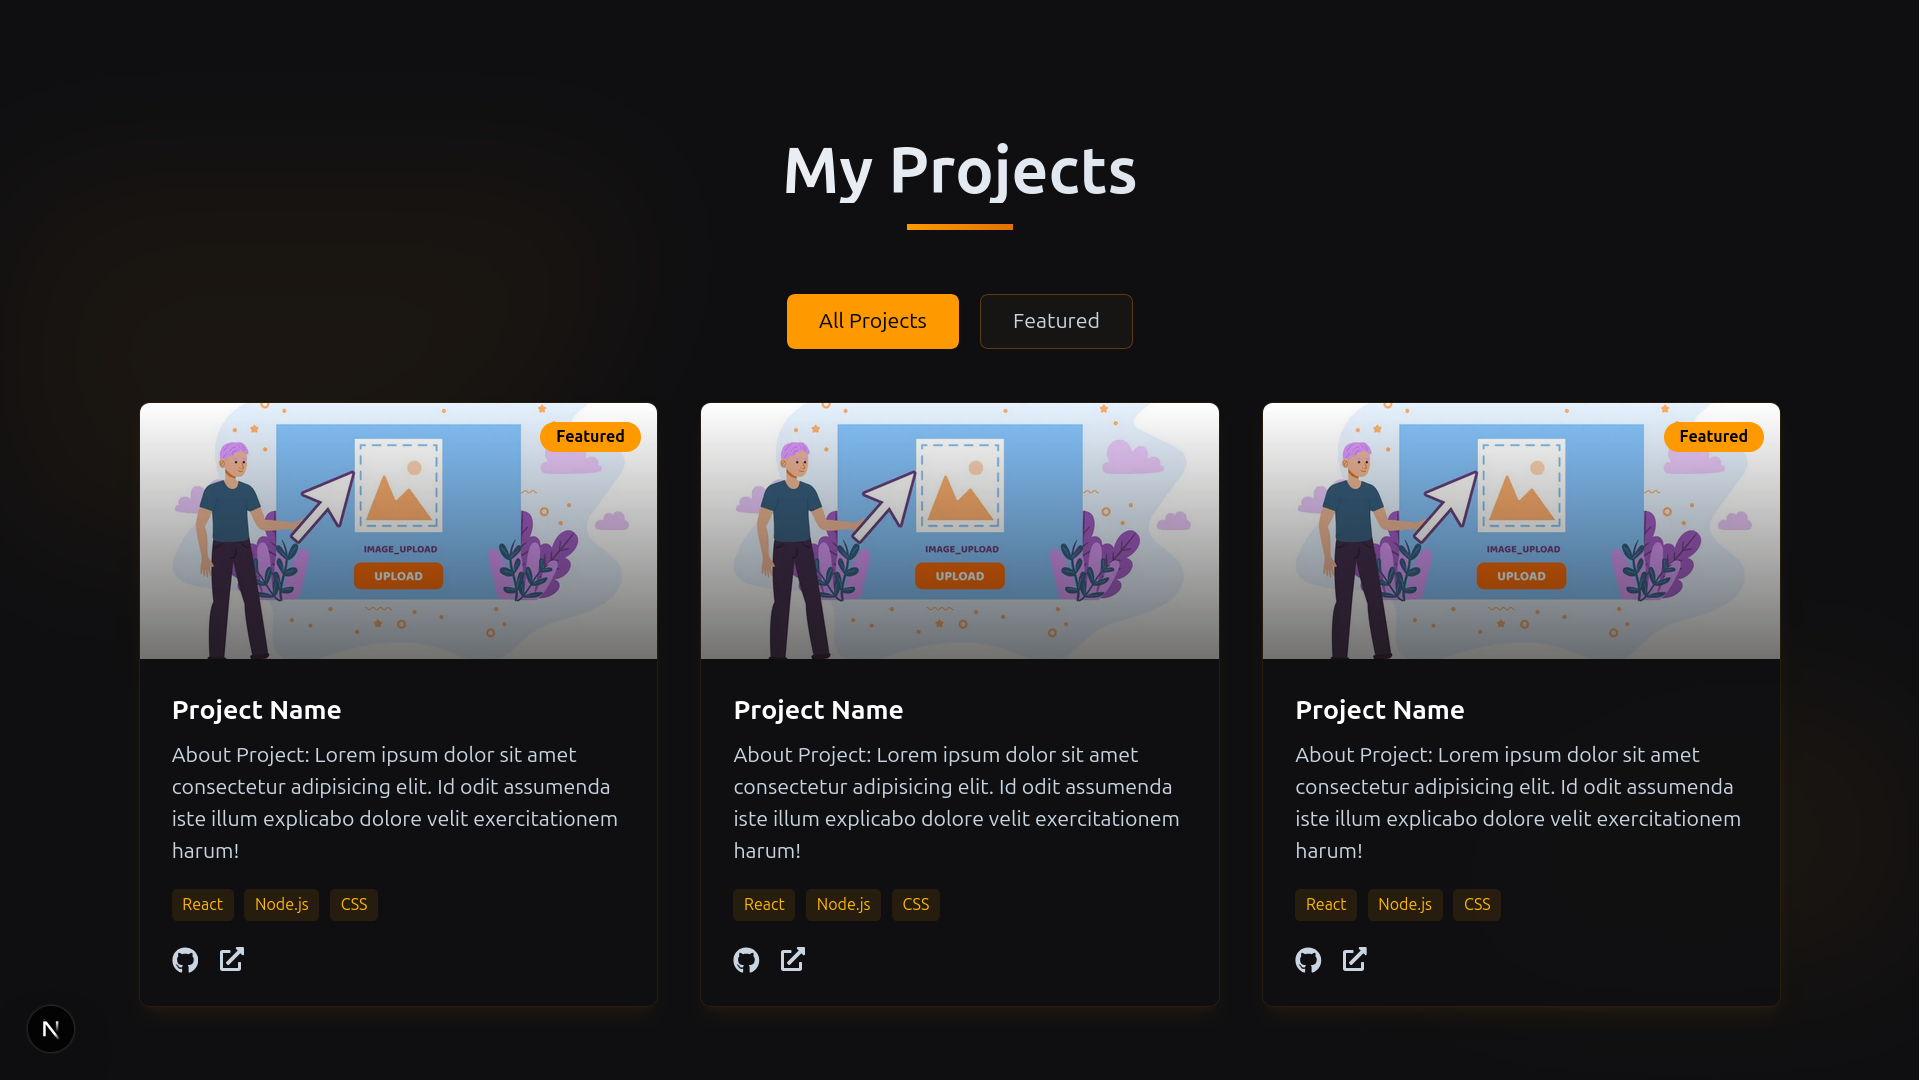 My Projects
All Projects
Featured
Featured
IMAGE_UPLOAD
UPLOAD
Project Name
About Project: Lorem ipsum dolor sit amet
consectetur adipisicing elit. Id odit assumenda
iste illum explicabo dolore velit exercitationem
harum!
React Node.js CSS
IMAGE_UPLOAD
UPLOAD
Project Name
About Project: Lorem ipsum dolor sit amet
consectetur adipisicing elit. Id odit assumenda
iste illum explicabo dolore velit exercitationem
harum!
React Node.js CSS
Featured
IMAGE_UPLOAD
UPLOAD
Project Name
About Project: Lorem ipsum dolor sit amet
consectetur adipisicing elit. Id odit assumenda
iste illum explicabo dolore velit exercitationem
harum!
React Node.js CSS
N